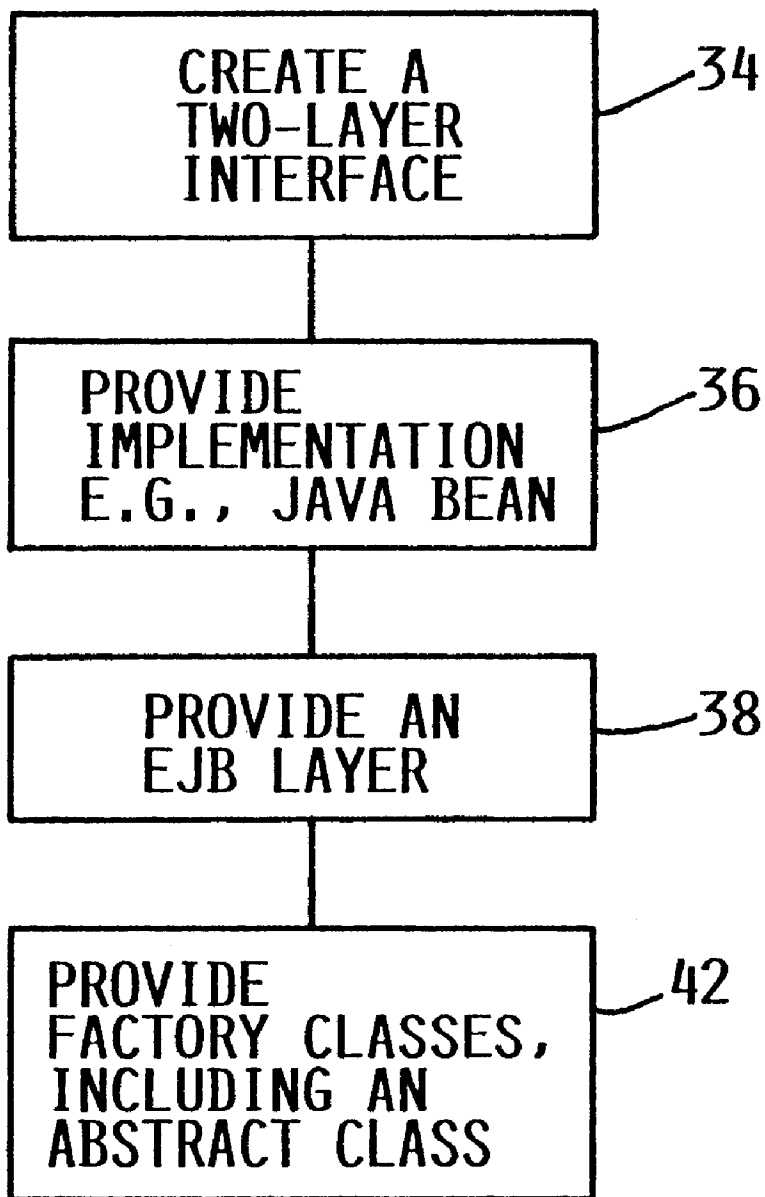 CREATE A
TWO-LAYER
INTERFACE
34
PROVIDE
IMPLEMENTATION
E.G., JAVA BEAN
36
PROVIDE AN
EJB LAYER
38
PROVIDE
FACTORY CLASSES,
INCLUDING AN
ABSTRACT CLASS
42